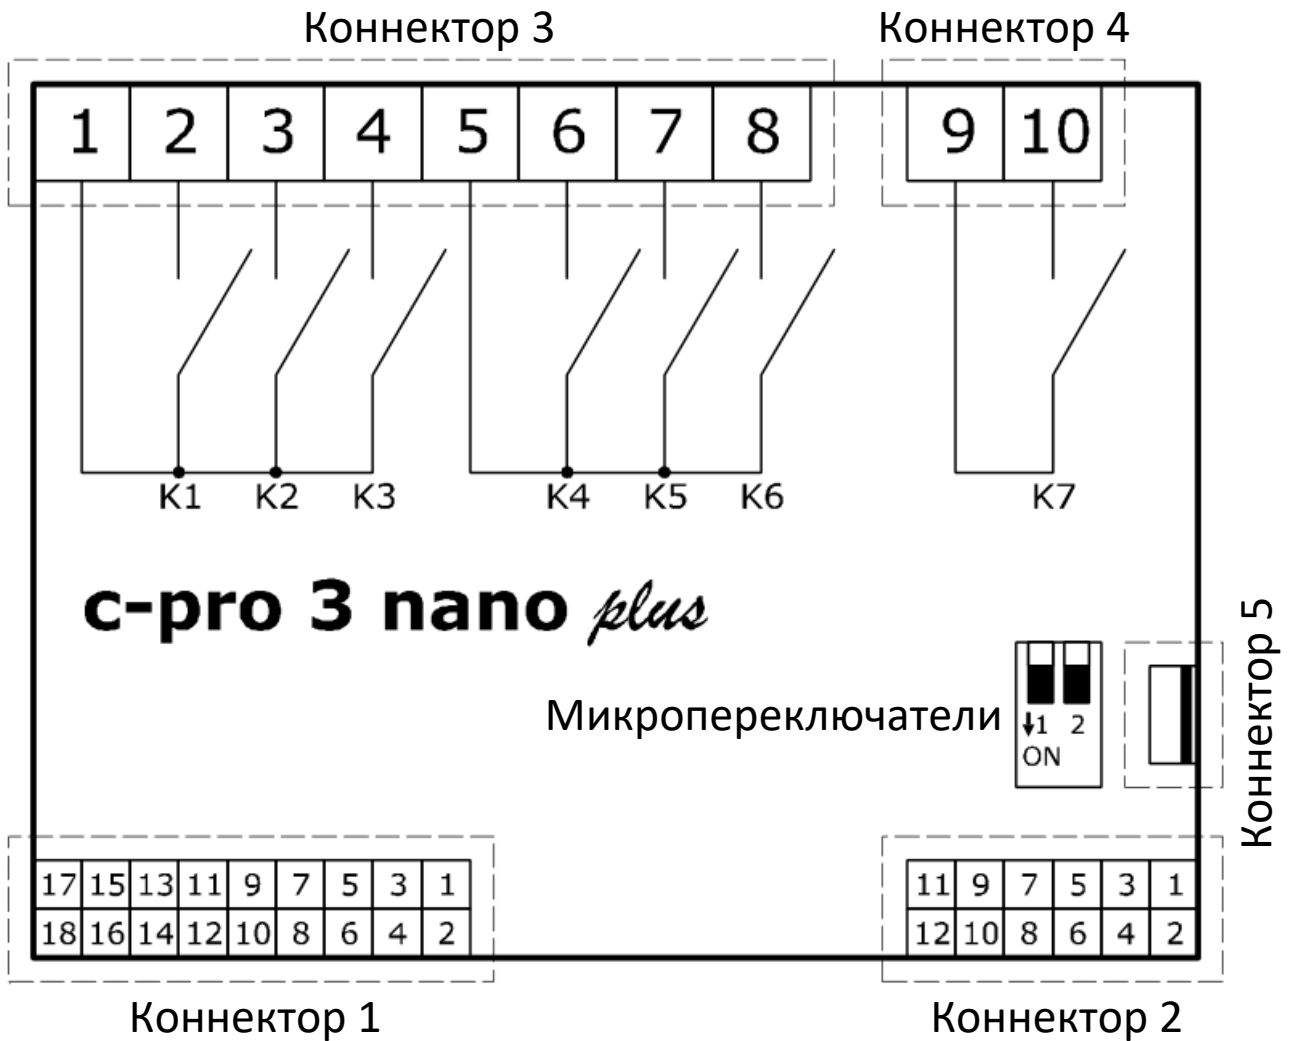 Коннектор 3 Коннектор 4
1 2 3 4 5 6 7 8 9 10
K1 K2 K3 K4 K5 K6 K7
c-pro 3 nano plus
Микропереключатели
1 2
ON
Коннектор 5
17 15 13 11 9 7 5 3 1 11 9 7 5 3 1
18 16 14 12 10 8 6 4 2 12 10 8 6 4 2
Коннектор 1 Коннектор 2